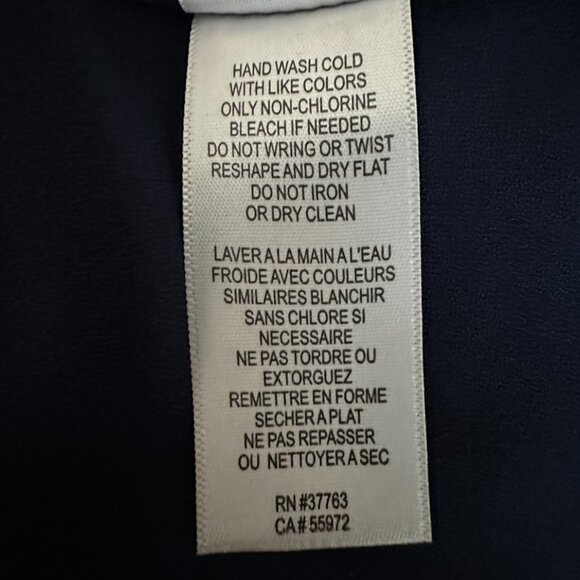 HAND WASH COLD
WITH LIKE COLORS
ONLY NON-CHLORINE
BLEACH IF NEEDED
DO NOT WRING OR TWIST
RESHAPE AND DRY FLAT
DO NOT IRON
OR DRY CLEAN
LAVER A LA MAIN A L'EAU
FROIDE AVEC COULEURS
SIMILAIRES BLANCHIR
SANS CHLORE SI
NECESSAIRE
NE PAS TORDRE OU
EXTORGUEZ
REMETTRE EN FORME
SECHER A PLAT
NE PAS REPASSER
OU NETTOYER A SEC
RN #37763
CA# 55972